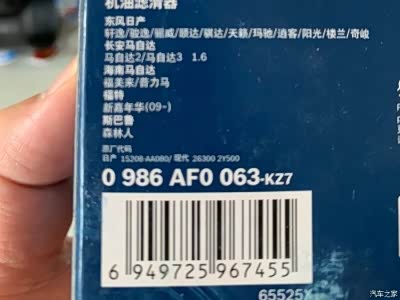 机油滤清器
东风日产
轩逸/骏逸/骊威/颐达/骐达/天籁/玛驰/逍客/阳光/楼兰/奇峻
长安马自达
马自达2/马自达3 1.6
海南马自达
福美来/普力马
福特
新嘉年华(09-)
斯巴鲁
森林人
原厂代码
日产 15208-AA080/ 现代 26300 2Y500
0 986 AF0 063-KZ7
6 949725 967455
65525
汽车之家